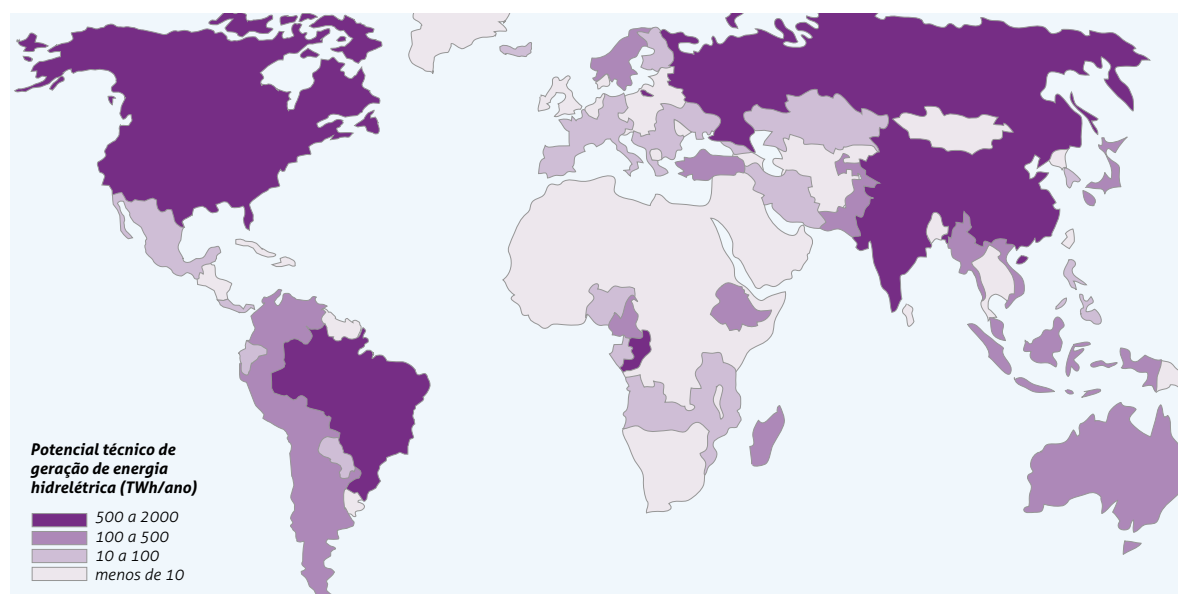 Potencial técnico de
geração de energia
hidrelétrica (TWh/ano)
500 a 2000
100 a 500
10 a 100
menos de 10